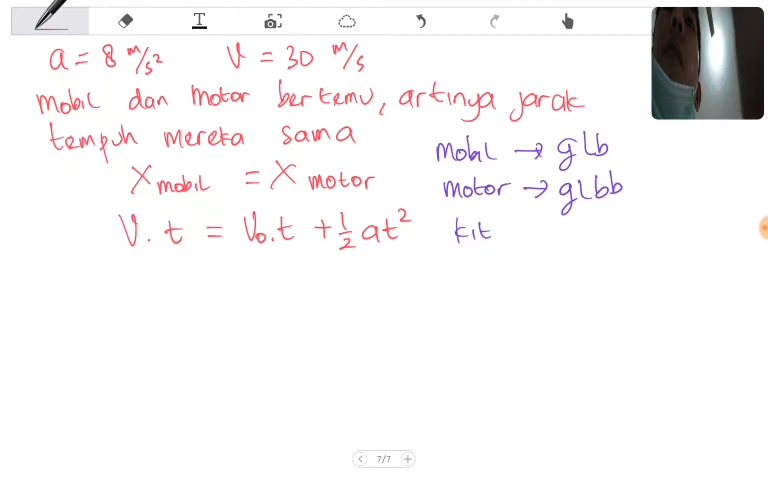 T
a = 8 m/s² V = 30 m/s
mobil dan motor bertemu, artinya jarak
tempuh mereka sama
X mobil = X motor
V. t = V₀.t + ½ at²
mobil → glb
motor → glbb
kit
7/7